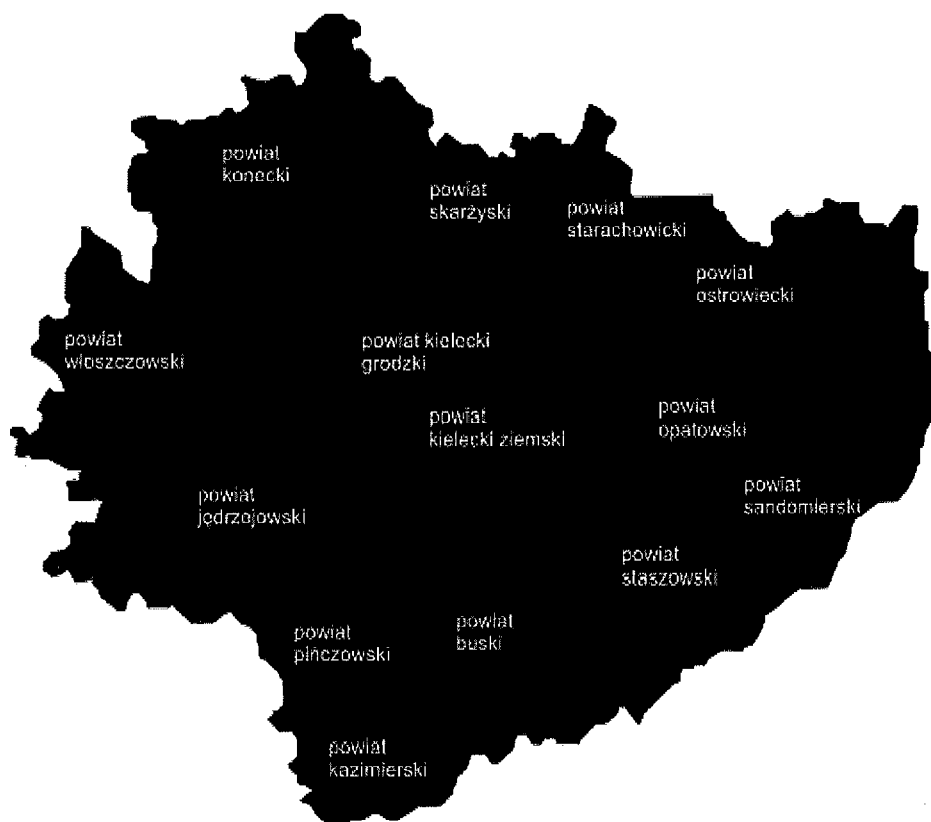 powiat
konecki
powiat
skarżyski
powiat
starachowicki
powiat
ostrowiecki
powiat
włoszczowski
powiat kielecki
grodzki
powiat
kielecki ziemski
powiat
opatowski
powiat
jędrzejowski
powiat
sandomierski
powiat
staszowski
powiat
pińczowski
powiat
buski
powiat
kazimierski